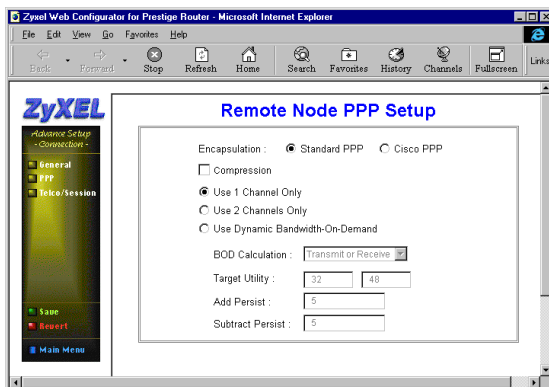 Zyxel Web Configurator for Prestige Router - Microsoft Internet Explorer
File Edit View Go Favorites Help
Back Forward Stop Refresh Home Search Favorites History Channels Fullscreen Links
ZyXEL
Advance Setup
- Connection -
General
PPP
Telco/Session
Save
Revert
Main Menu
Remote Node PPP Setup
Encapsulation : Standard PPP Cisco PPP
Compression
Use 1 Channel Only
Use 2 Channels Only
Use Dynamic Bandwidth-On-Demand
BOD Calculation : Transmit or Receive
Target Utility : 32 48
Add Persist : 5
Subtract Persist : 5